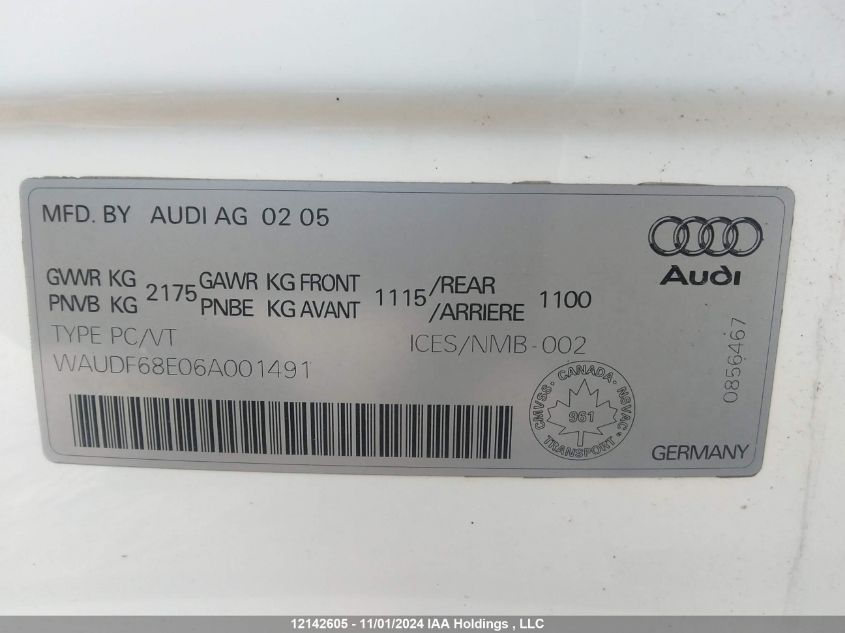 MFD. BY AUDI AG 02 05
Audi
GVWR KG 2175 GAWR KG FRONT 1115 /REAR 1100
PNVB KG PNBE KG AVANT /ARRIERE
TYPE PC/VT ICES/NMB-002
WAUDF68E06A001491
0856467
CMVSS. CANADA. NSVAC
961
TRANSPORT
GERMANY
12142605 - 11/01/2024 IAA Holdings , LLC